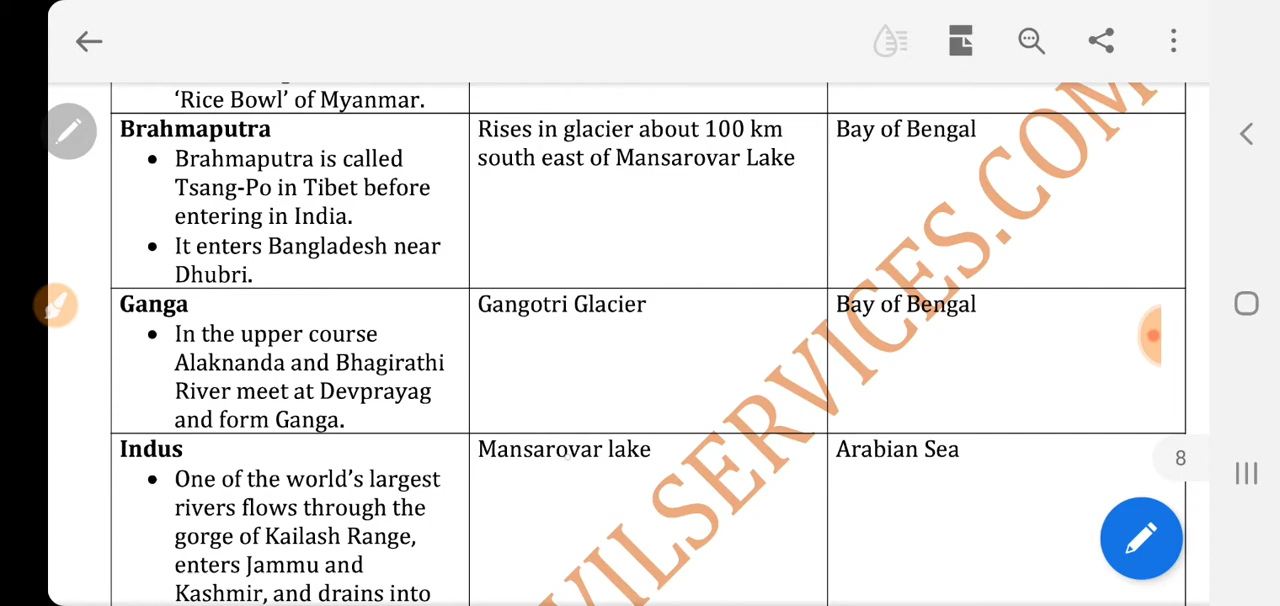 ‘Rice Bowl’ of Myanmar.
Brahmaputra
Rises in glacier about 100 km
Bay of Bengal
• Brahmaputra is called
south east of Mansarovar Lake
Tsang-Po in Tibet before
entering in India.
• It enters Bangladesh near
Dhubri.
Ganga
Gangotri Glacier
Bay of Bengal
• In the upper course
Alaknanda and Bhagirathi
River meet at Devprayag
and form Ganga.
Indus
Mansarovar lake
Arabian Sea
8
• One of the world’s largest
rivers flows through the
gorge of Kailash Range,
enters Jammu and
Kashmir, and drains into
VILSERVICES.COM